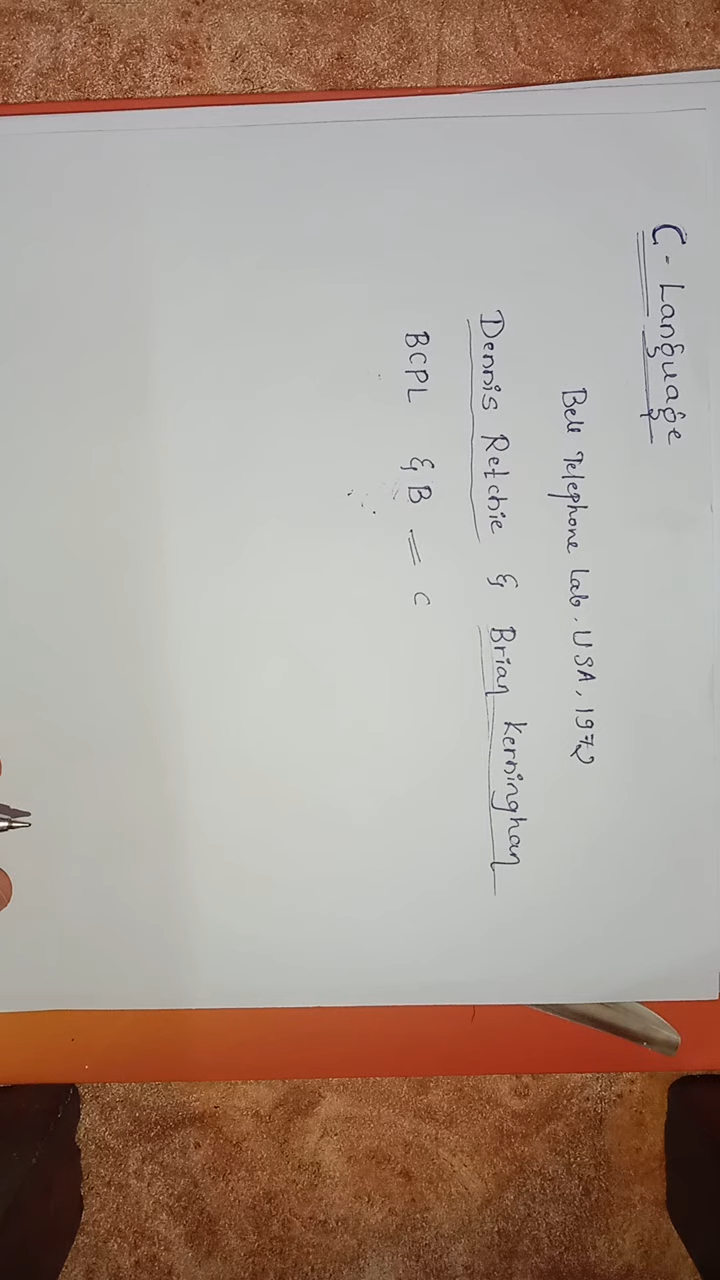 C - Language
Bell Telephone Lab. USA, 1972
Dennis Retchie & Brian Kerninghan
BCPL & B = C